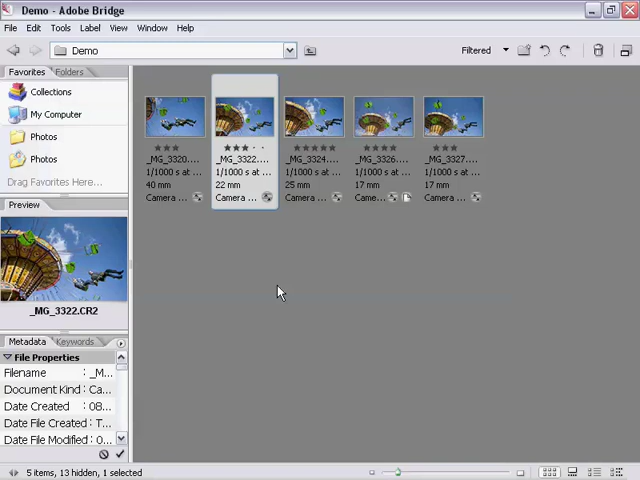 Demo - Adobe Bridge
File Edit Tools Label View Window Help
Demo
Filtered
Favorites Folders
Collections
My Computer
Photos
Photos
Drag Favorites Here...
Preview
_MG_3322.CR2
_MG_3320.... _MG_3322.... _MG_3324.... _MG_3326.... _MG_3327....
1/1000 s at ... 1/1000 s at ... 1/1000 s at ... 1/1000 s at ... 1/1000 s at ...
40 mm 22 mm 25 mm 17 mm 17 mm
Camera ... Camera ... Camera ... Came... Camera ...
Metadata Keywords
File Properties
Filename : _M...
Document Kind : Ca...
Date Created : 08...
Date File Created : T...
Date File Modified : 0...
5 items, 13 hidden, 1 selected